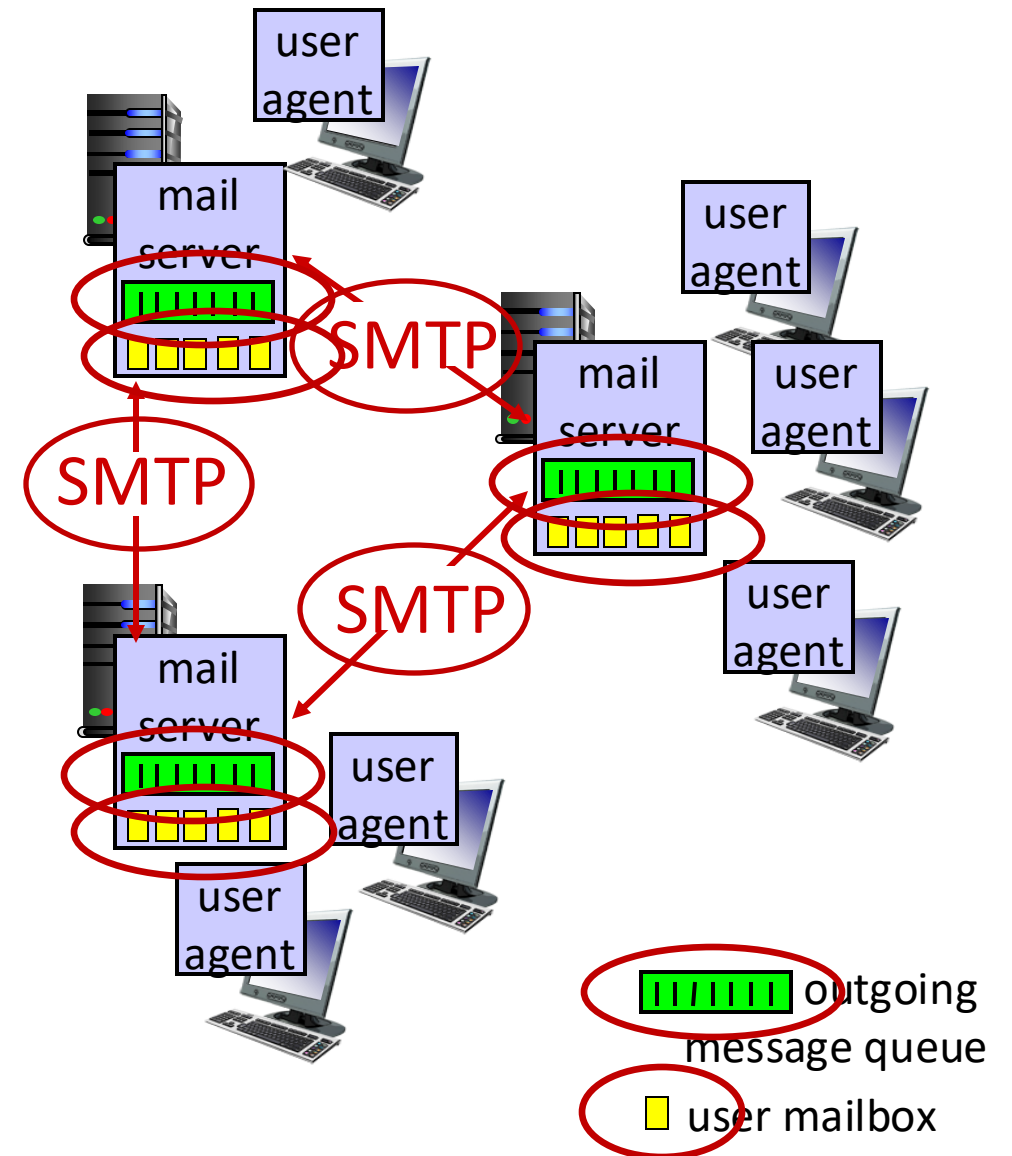 user
agent
mail
server
SMTP
user
agent
mail
server
user
agent
SMTP
SMTP
user
agent
mail
server
user
agent
user
agent
outgoing
message queue
user mailbox